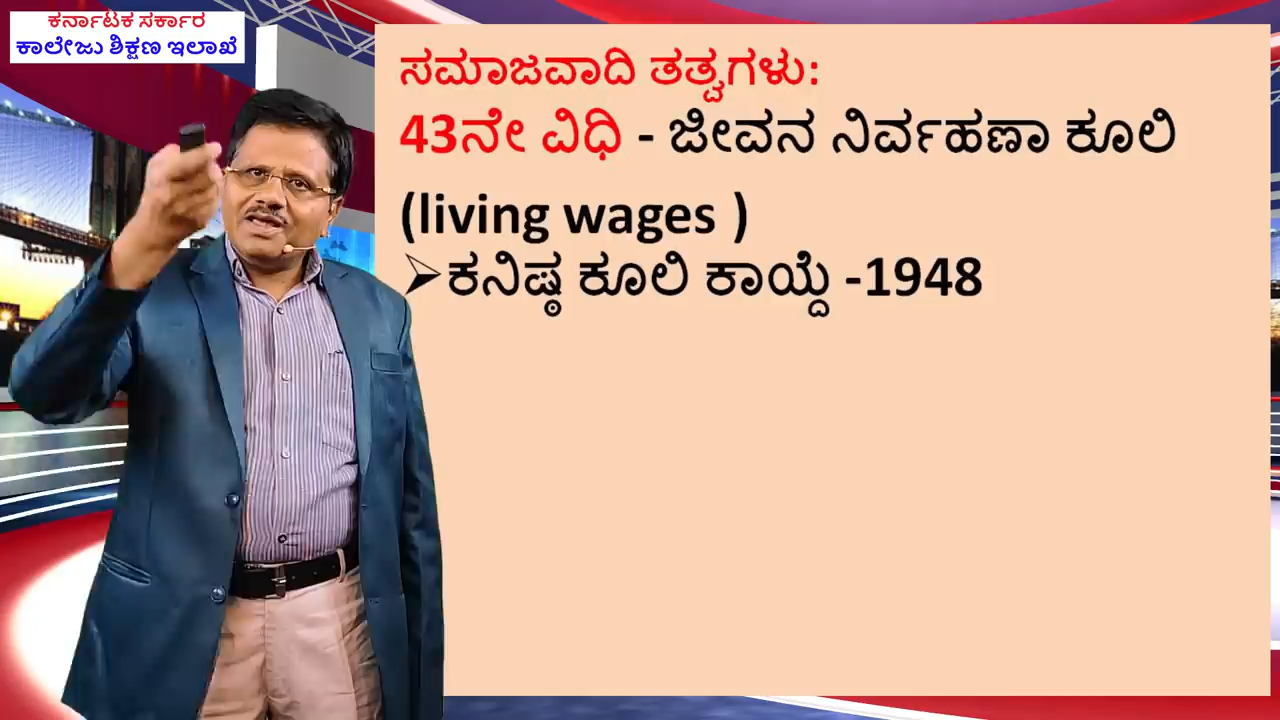 ಕರ್ನಾಟಕ ಸರ್ಕಾರ
ಕಾಲೇಜು ಶಿಕ್ಷಣ ಇಲಾಖೆ
ಸಮಾಜವಾದಿ ತತ್ವಗಳು:
43ನೇ ವಿಧಿ - ಜೀವನ ನಿರ್ವಹಣಾ ಕೂಲಿ
(living wages )
➢ಕನಿಷ್ಠ ಕೂಲಿ ಕಾಯ್ದೆ -1948